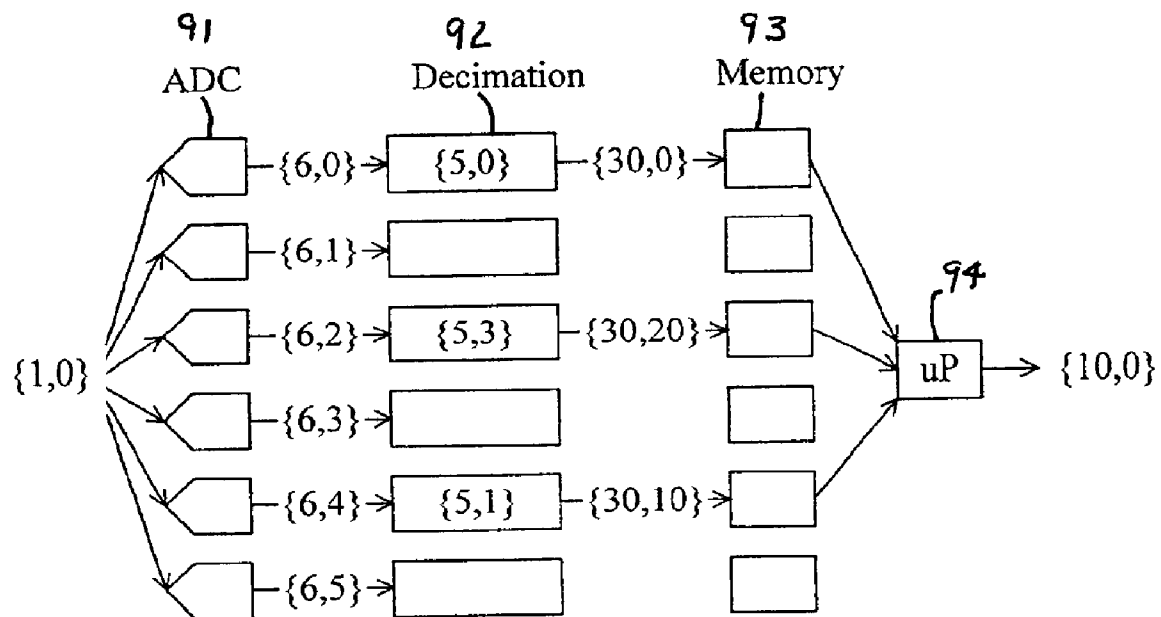 91 92 93
ADC Decimation Memory
{6,0} {5,0} {30,0}
{6,1}
94
{6,2} {5,3} {30,20}
{1,0} uP {10,0}
{6,3}
{6,4} {5,1} {30,10}
{6,5}